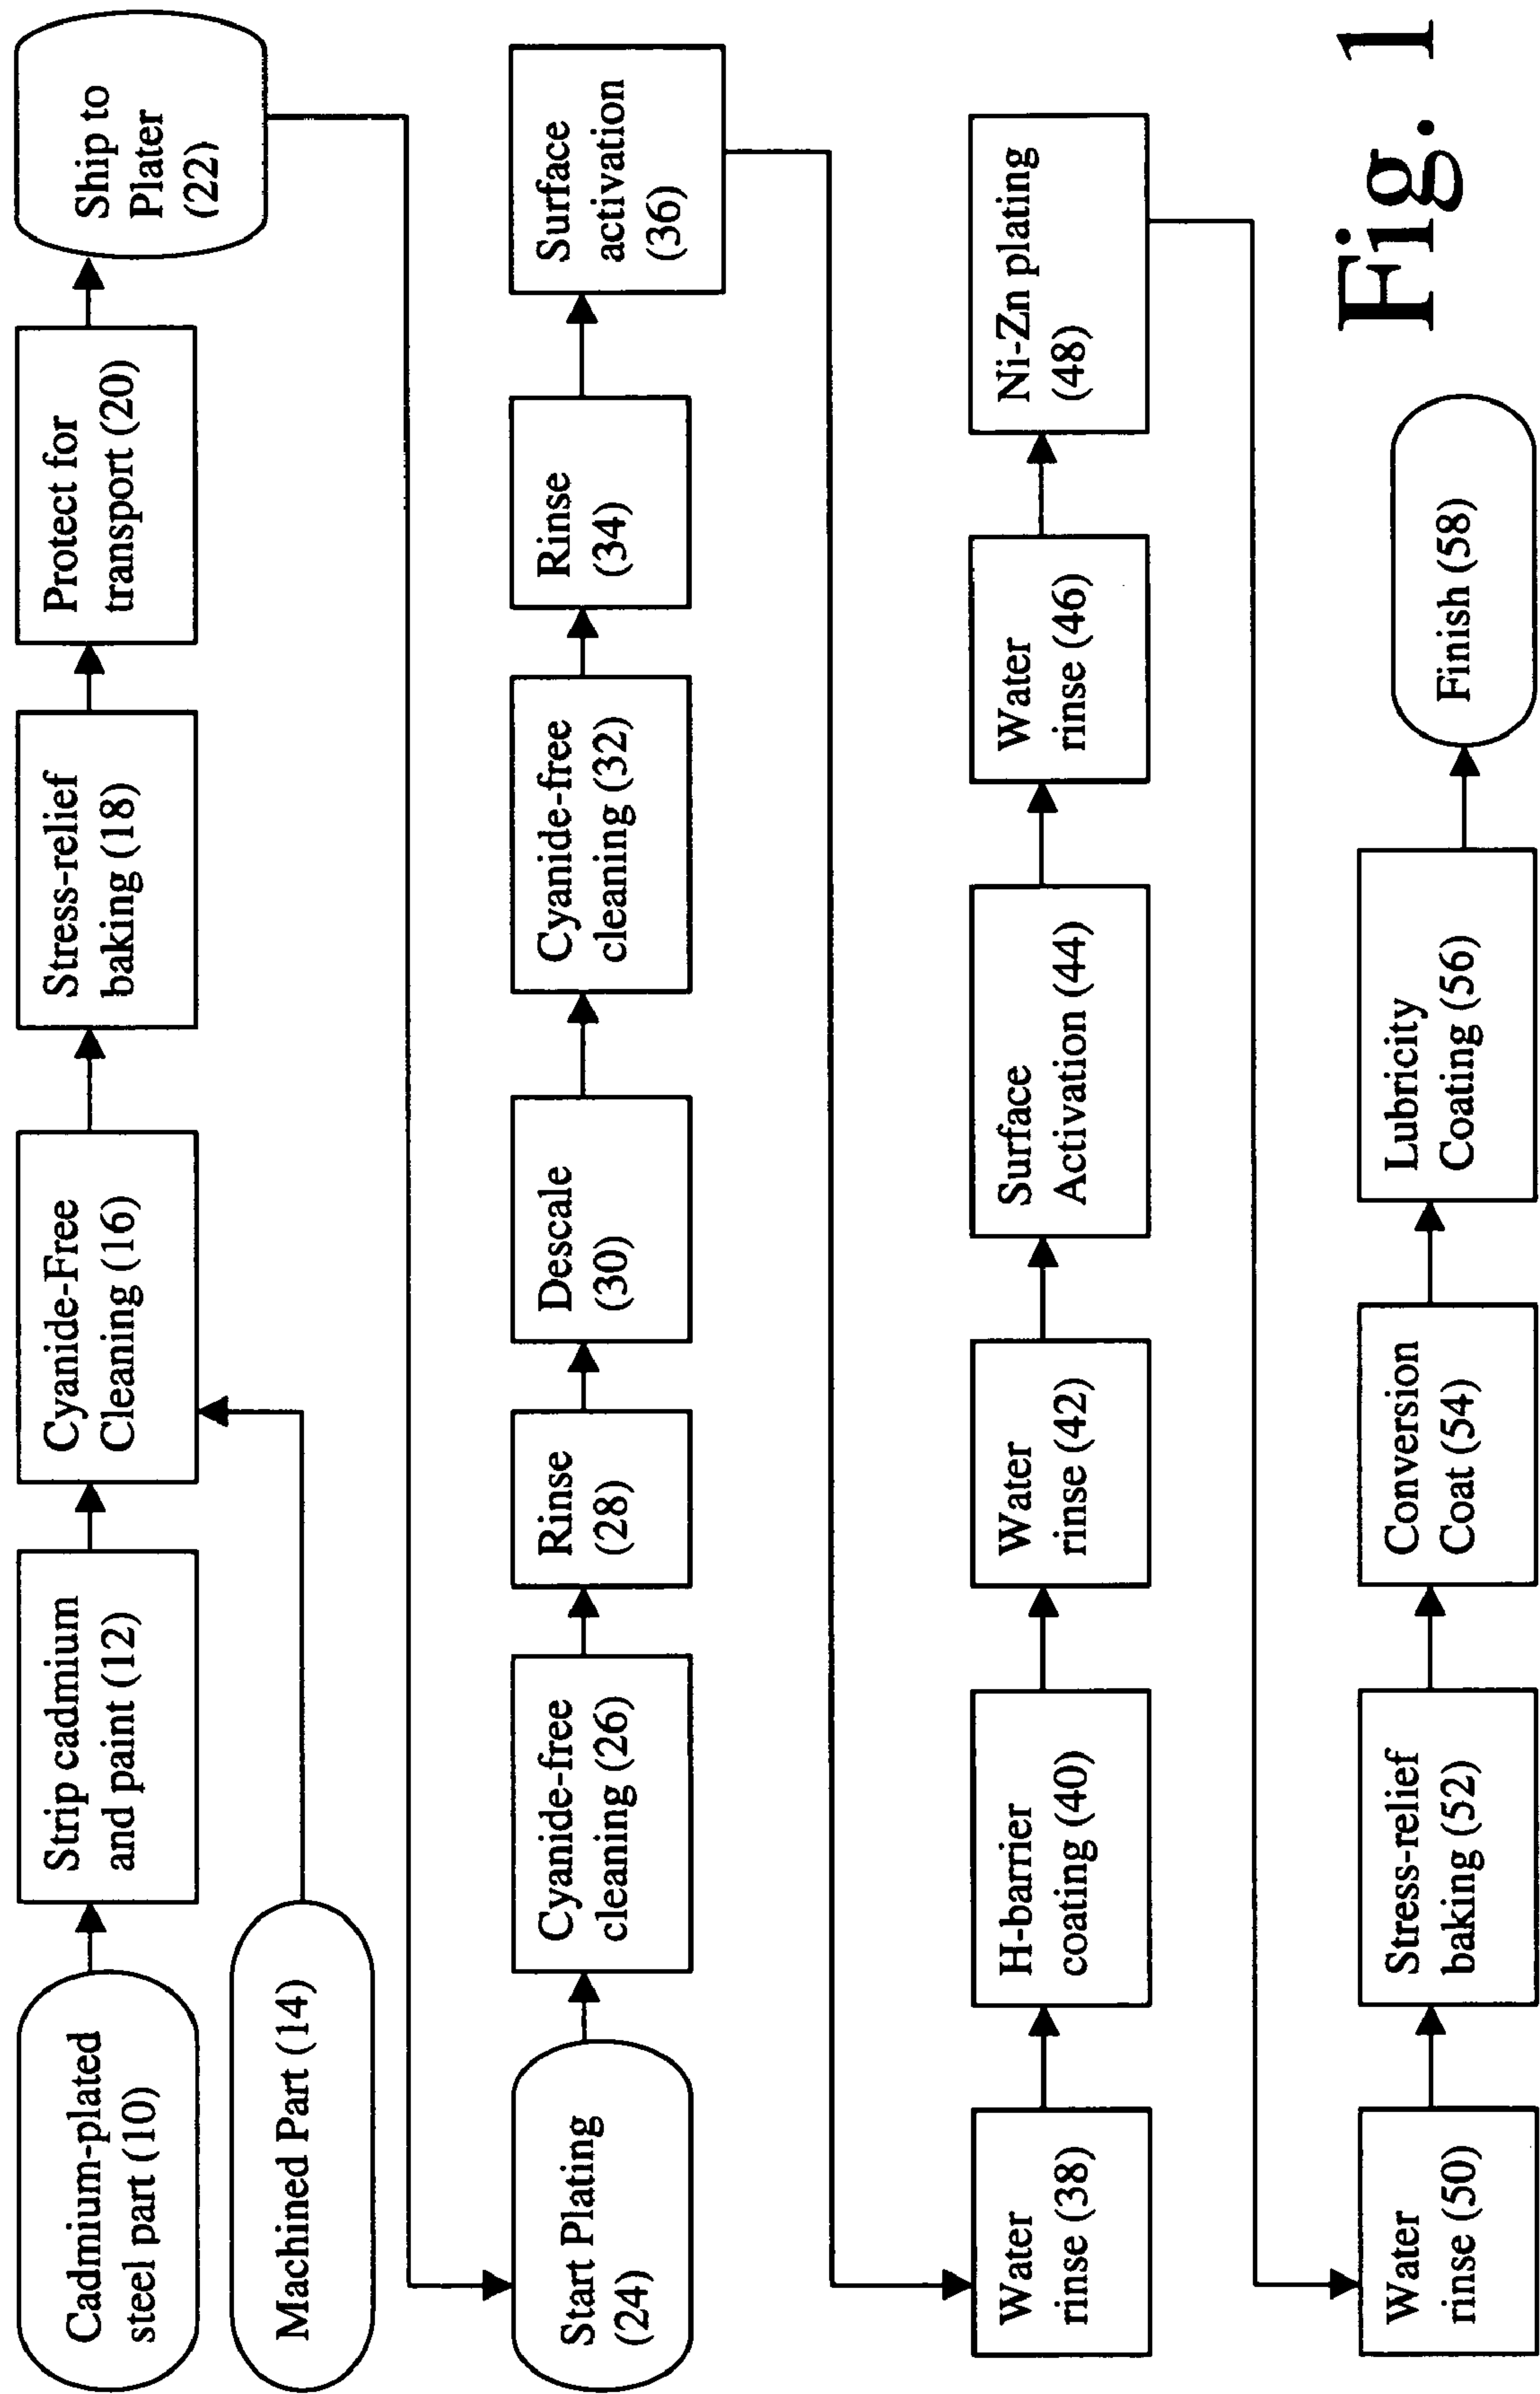 Cadmium-plated
steel part (10)
Strip cadmium
and paint (12)
Cyanide-Free
Cleaning (16)
Stress-relief
baking (18)
Protect for
transport (20)
Ship to
Plater
(22)
Machined Part (14)
Start Plating
(24)
Cyanide-free
cleaning (26)
Rinse
(28)
Descale
(30)
Cyanide-free
cleaning (32)
Rinse
(34)
Surface
activation
(36)
Water
rinse (38)
H-barrier
coating (40)
Water
rinse (42)
Surface
Activation (44)
Water
rinse (46)
Ni-Zn plating
(48)
Water
rinse (50)
Stress-relief
baking (52)
Conversion
Coat (54)
Lubricity
Coating (56)
Finish (58)
Fig. 1